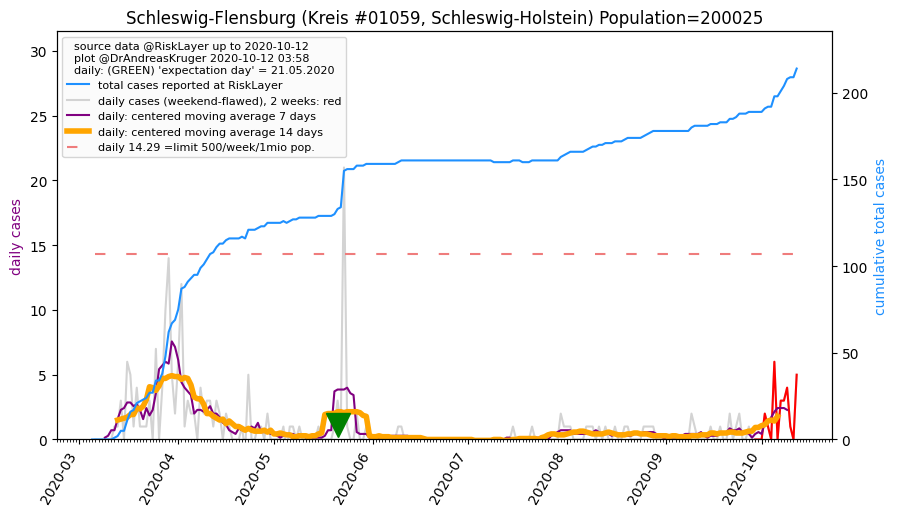 Schleswig-Flensburg (Kreis #01059, Schleswig-Holstein) Population=200025
source data @RiskLayer up to 2020-10-12
plot @DrAndreasKruger 2020-10-12 03:58
daily: (GREEN) 'expectation day' = 21.05.2020
total cases reported at RiskLayer
daily cases (weekend-flawed), 2 weeks: red
daily: centered moving average 7 days
daily: centered moving average 14 days
daily 14.29 =limit 500/week/1mio pop.
daily cases
30
25
20
15
10
5
0
cumulative total cases
200
150
100
50
0
2020-03
2020-04
2020-05
2020-06
2020-07
2020-08
2020-09
2020-10